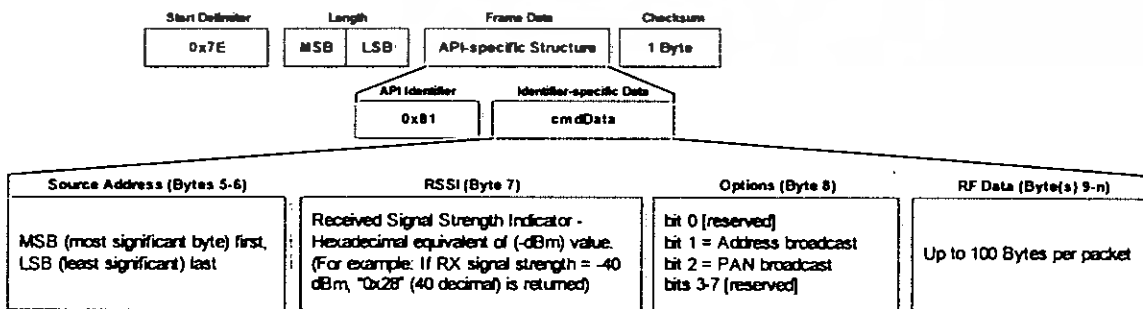 Start Delimiter Length Frame Data Checksum
0x7E MSB LSB API-specific Structure 1 Byte
API Identifier Identifier-specific Data
0x81 cmdData
Source Address (Bytes 5-6) RSSI (Byte 7) Options (Byte 8) RF Data (Byte(s) 9-n)
MSB (most significant byte) first,
LSB (least significant) last
Received Signal Strength Indicator -
Hexadecimal equivalent of (-dBm) value.
(For example: If RX signal strength = -40
dBm, "0x28" (40 decimal) is returned)
bit 0 [reserved]
bit 1 = Address broadcast
bit 2 = PAN broadcast
bits 3-7 [reserved]
Up to 100 Bytes per packet